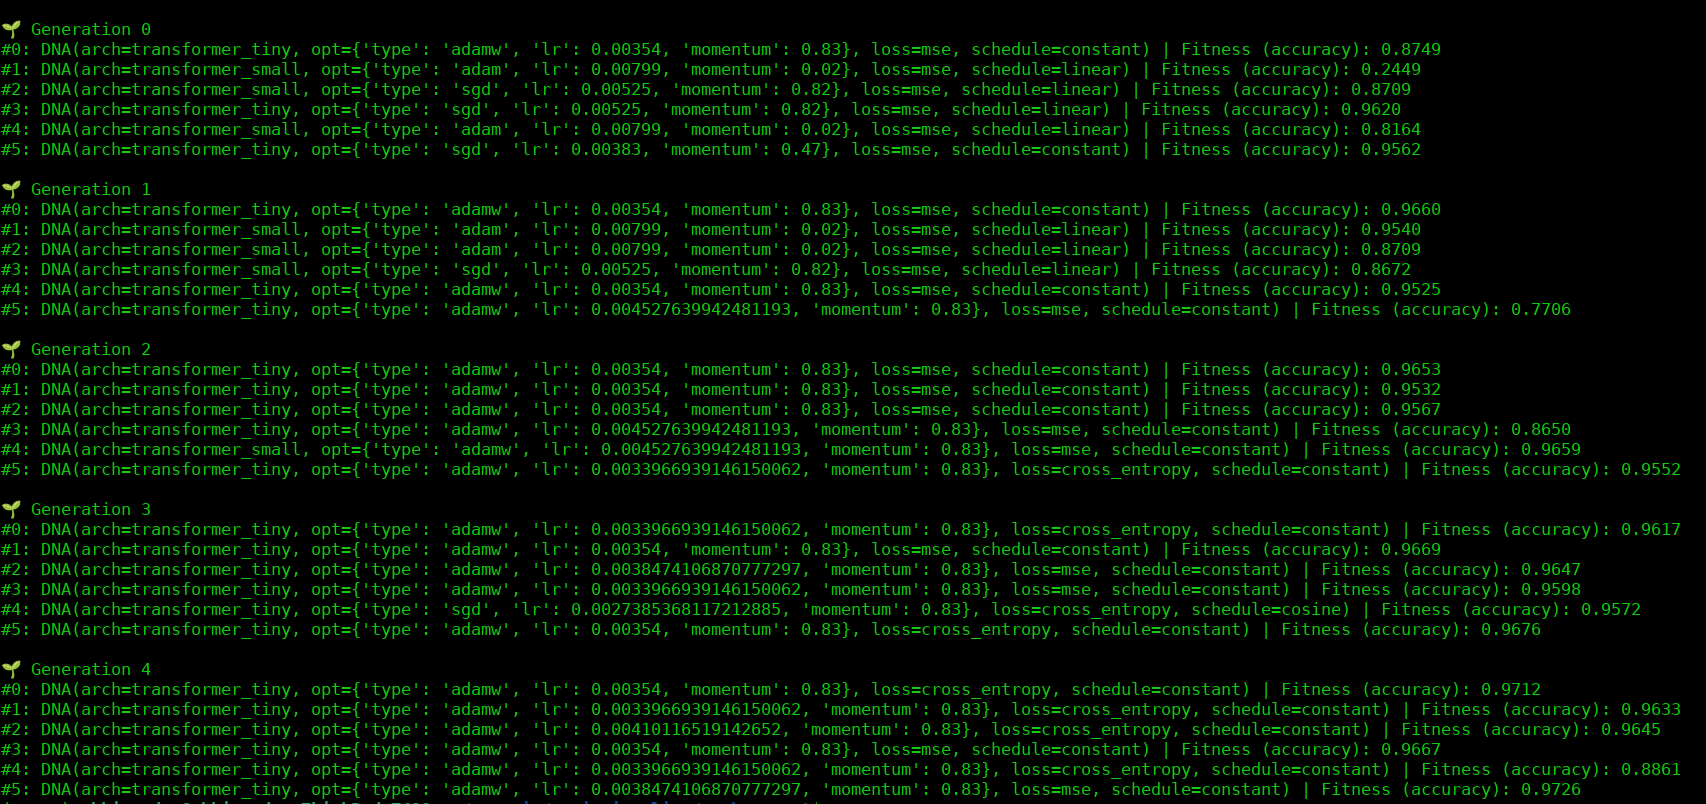 🌱 Generation 0
#0: DNA(arch=transformer_tiny, opt={'type': 'adamw', 'lr': 0.00354, 'momentum': 0.83}, loss=mse, schedule=constant) | Fitness (accuracy): 0.8749
#1: DNA(arch=transformer_small, opt={'type': 'adam', 'lr': 0.00799, 'momentum': 0.02}, loss=mse, schedule=linear) | Fitness (accuracy): 0.2449
#2: DNA(arch=transformer_small, opt={'type': 'sgd', 'lr': 0.00525, 'momentum': 0.82}, loss=mse, schedule=linear) | Fitness (accuracy): 0.8709
#3: DNA(arch=transformer_tiny, opt={'type': 'sgd', 'lr': 0.00525, 'momentum': 0.82}, loss=mse, schedule=linear) | Fitness (accuracy): 0.9620
#4: DNA(arch=transformer_small, opt={'type': 'adam', 'lr': 0.00799, 'momentum': 0.02}, loss=mse, schedule=linear) | Fitness (accuracy): 0.8164
#5: DNA(arch=transformer_tiny, opt={'type': 'sgd', 'lr': 0.00383, 'momentum': 0.47}, loss=mse, schedule=constant) | Fitness (accuracy): 0.9562
🌱 Generation 1
#0: DNA(arch=transformer_tiny, opt={'type': 'adamw', 'lr': 0.00354, 'momentum': 0.83}, loss=mse, schedule=constant) | Fitness (accuracy): 0.9660
#1: DNA(arch=transformer_small, opt={'type': 'adam', 'lr': 0.00799, 'momentum': 0.02}, loss=mse, schedule=linear) | Fitness (accuracy): 0.9540
#2: DNA(arch=transformer_small, opt={'type': 'adam', 'lr': 0.00799, 'momentum': 0.02}, loss=mse, schedule=linear) | Fitness (accuracy): 0.8709
#3: DNA(arch=transformer_small, opt={'type': 'sgd', 'lr': 0.00525, 'momentum': 0.82}, loss=mse, schedule=linear) | Fitness (accuracy): 0.8672
#4: DNA(arch=transformer_tiny, opt={'type': 'adamw', 'lr': 0.00354, 'momentum': 0.83}, loss=mse, schedule=constant) | Fitness (accuracy): 0.9525
#5: DNA(arch=transformer_tiny, opt={'type': 'adamw', 'lr': 0.004527639942481193, 'momentum': 0.83}, loss=mse, schedule=constant) | Fitness (accuracy): 0.7706
🌱 Generation 2
#0: DNA(arch=transformer_tiny, opt={'type': 'adamw', 'lr': 0.00354, 'momentum': 0.83}, loss=mse, schedule=constant) | Fitness (accuracy): 0.9653
#1: DNA(arch=transformer_tiny, opt={'type': 'adamw', 'lr': 0.00354, 'momentum': 0.83}, loss=mse, schedule=constant) | Fitness (accuracy): 0.9532
#2: DNA(arch=transformer_tiny, opt={'type': 'adamw', 'lr': 0.00354, 'momentum': 0.83}, loss=mse, schedule=constant) | Fitness (accuracy): 0.9567
#3: DNA(arch=transformer_tiny, opt={'type': 'adamw', 'lr': 0.004527639942481193, 'momentum': 0.83}, loss=mse, schedule=constant) | Fitness (accuracy): 0.8650
#4: DNA(arch=transformer_small, opt={'type': 'adamw', 'lr': 0.004527639942481193, 'momentum': 0.83}, loss=mse, schedule=constant) | Fitness (accuracy): 0.9659
#5: DNA(arch=transformer_tiny, opt={'type': 'adamw', 'lr': 0.0033966939146150062, 'momentum': 0.83}, loss=cross_entropy, schedule=constant) | Fitness (accuracy): 0.9552
🌱 Generation 3
#0: DNA(arch=transformer_tiny, opt={'type': 'adamw', 'lr': 0.0033966939146150062, 'momentum': 0.83}, loss=cross_entropy, schedule=constant) | Fitness (accuracy): 0.9617
#1: DNA(arch=transformer_tiny, opt={'type': 'adamw', 'lr': 0.00354, 'momentum': 0.83}, loss=mse, schedule=constant) | Fitness (accuracy): 0.9669
#2: DNA(arch=transformer_tiny, opt={'type': 'adamw', 'lr': 0.0038474106870777297, 'momentum': 0.83}, loss=mse, schedule=constant) | Fitness (accuracy): 0.9647
#3: DNA(arch=transformer_tiny, opt={'type': 'adamw', 'lr': 0.0033966939146150062, 'momentum': 0.83}, loss=mse, schedule=constant) | Fitness (accuracy): 0.9598
#4: DNA(arch=transformer_tiny, opt={'type': 'sgd', 'lr': 0.0027385368117212885, 'momentum': 0.83}, loss=cross_entropy, schedule=cosine) | Fitness (accuracy): 0.9572
#5: DNA(arch=transformer_tiny, opt={'type': 'adamw', 'lr': 0.00354, 'momentum': 0.83}, loss=cross_entropy, schedule=constant) | Fitness (accuracy): 0.9676
🌱 Generation 4
#0: DNA(arch=transformer_tiny, opt={'type': 'adamw', 'lr': 0.00354, 'momentum': 0.83}, loss=cross_entropy, schedule=constant) | Fitness (accuracy): 0.9712
#1: DNA(arch=transformer_tiny, opt={'type': 'adamw', 'lr': 0.0033966939146150062, 'momentum': 0.83}, loss=cross_entropy, schedule=constant) | Fitness (accuracy): 0.9633
#2: DNA(arch=transformer_tiny, opt={'type': 'adamw', 'lr': 0.00410116519142652, 'momentum': 0.83}, loss=cross_entropy, schedule=constant) | Fitness (accuracy): 0.9645
#3: DNA(arch=transformer_tiny, opt={'type': 'adamw', 'lr': 0.00354, 'momentum': 0.83}, loss=mse, schedule=constant) | Fitness (accuracy): 0.9667
#4: DNA(arch=transformer_tiny, opt={'type': 'adamw', 'lr': 0.0033966939146150062, 'momentum': 0.83}, loss=cross_entropy, schedule=constant) | Fitness (accuracy): 0.8861
#5: DNA(arch=transformer_tiny, opt={'type': 'adamw', 'lr': 0.0038474106870777297, 'momentum': 0.83}, loss=mse, schedule=constant) | Fitness (accuracy): 0.9726